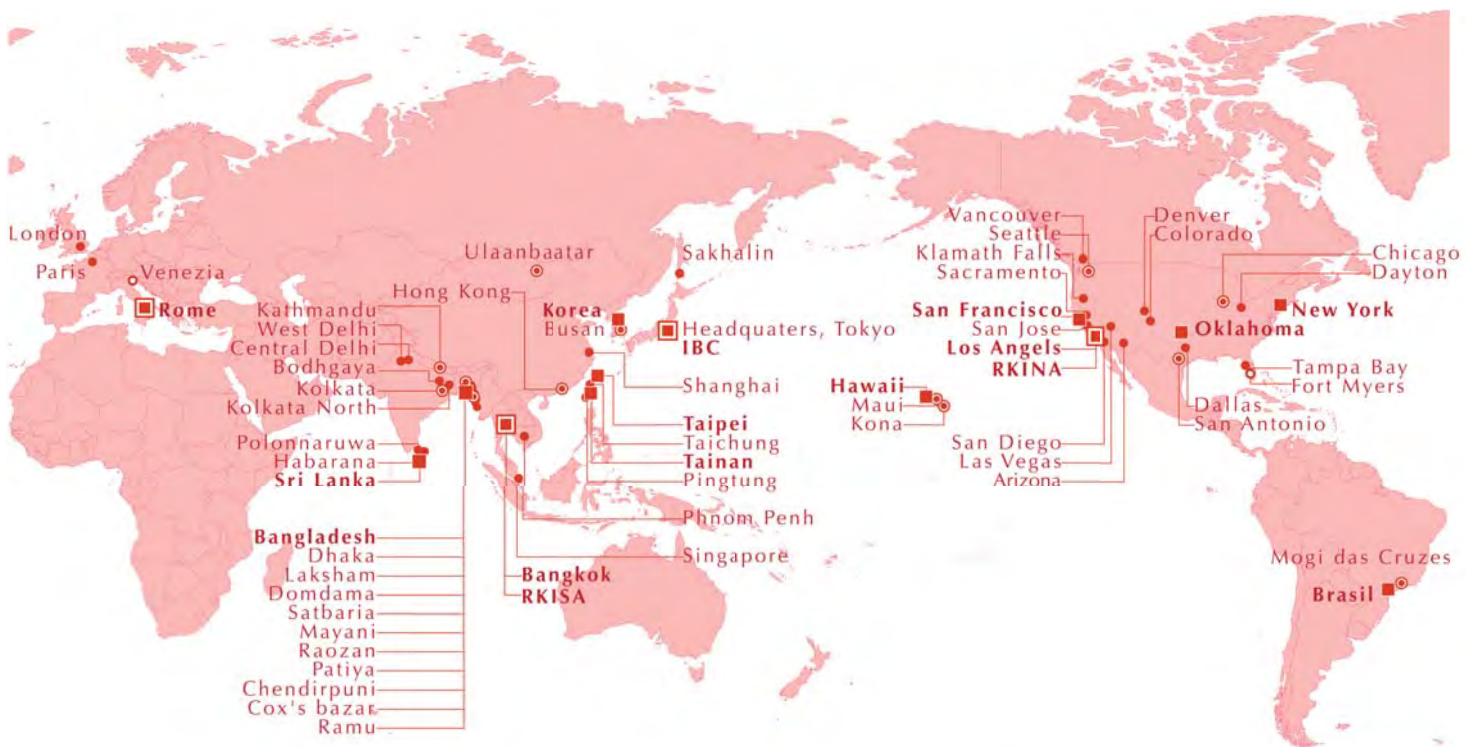 London
Paris
Venezia
Rome
Kathmandu
West Delhi
Central Delhi
Bodhgaya
Kolkata
Kolkata North
Polonnaruwa
Habarana
Sri Lanka
Bangladesh
Dhaka
Laksham
Domdama
Satbaria
Mayani
Raozan
Patiya
Chendirpuni
Cox's bazar
Ramu
Ulaanbaatar
Hong Kong
Korea
Busan
Sakhalin
Headquaters, Tokyo
IBC
Shanghai
Taipei
Taichung
Tainan
Pingtung
Phnom Penh
Singapore
Bangkok
RKISA
Vancouver
Seattle
Klamath Falls
Sacramento
San Francisco
San Jose
Los Angels
RKINA
Hawaii
Maui
Kona
San Diego
Las Vegas
Arizona
Denver
Colorado
Chicago
Dayton
New York
Oklahoma
Tampa Bay
Fort Myers
Dallas
San Antonio
Mogi das Cruzes
Brasil